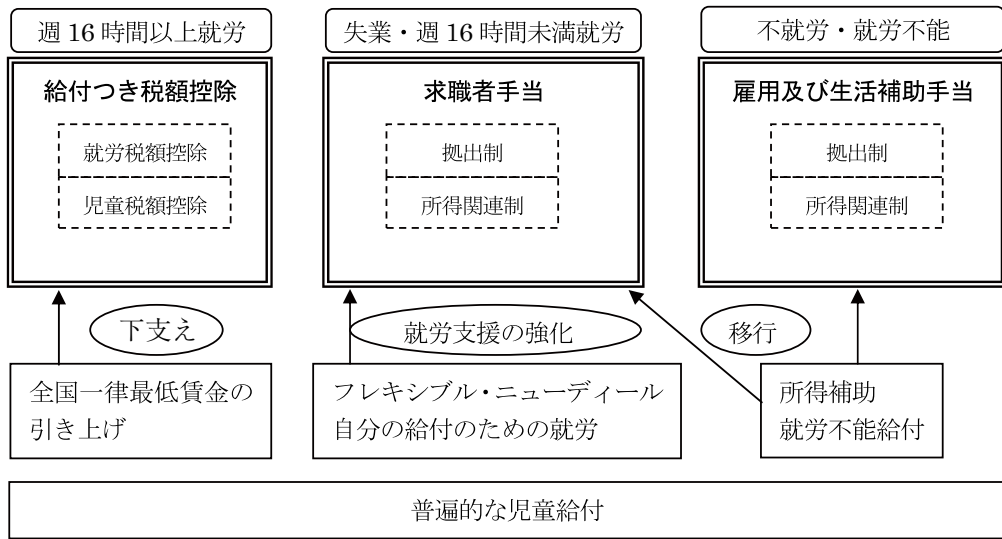 週 16 時間以上就労
失業・週 16 時間未満就労
不就労・就労不能
給付つき税額控除
就労税額控除
児童税額控除
求職者手当
拠出制
所得関連制
雇用及び生活補助手当
拠出制
所得関連制
下支え
就労支援の強化
移行
全国一律最低賃金の
引き上げ
フレキシブル・ニューディール
自分の給付のための就労
所得補助
就労不能給付
普遍的な児童給付